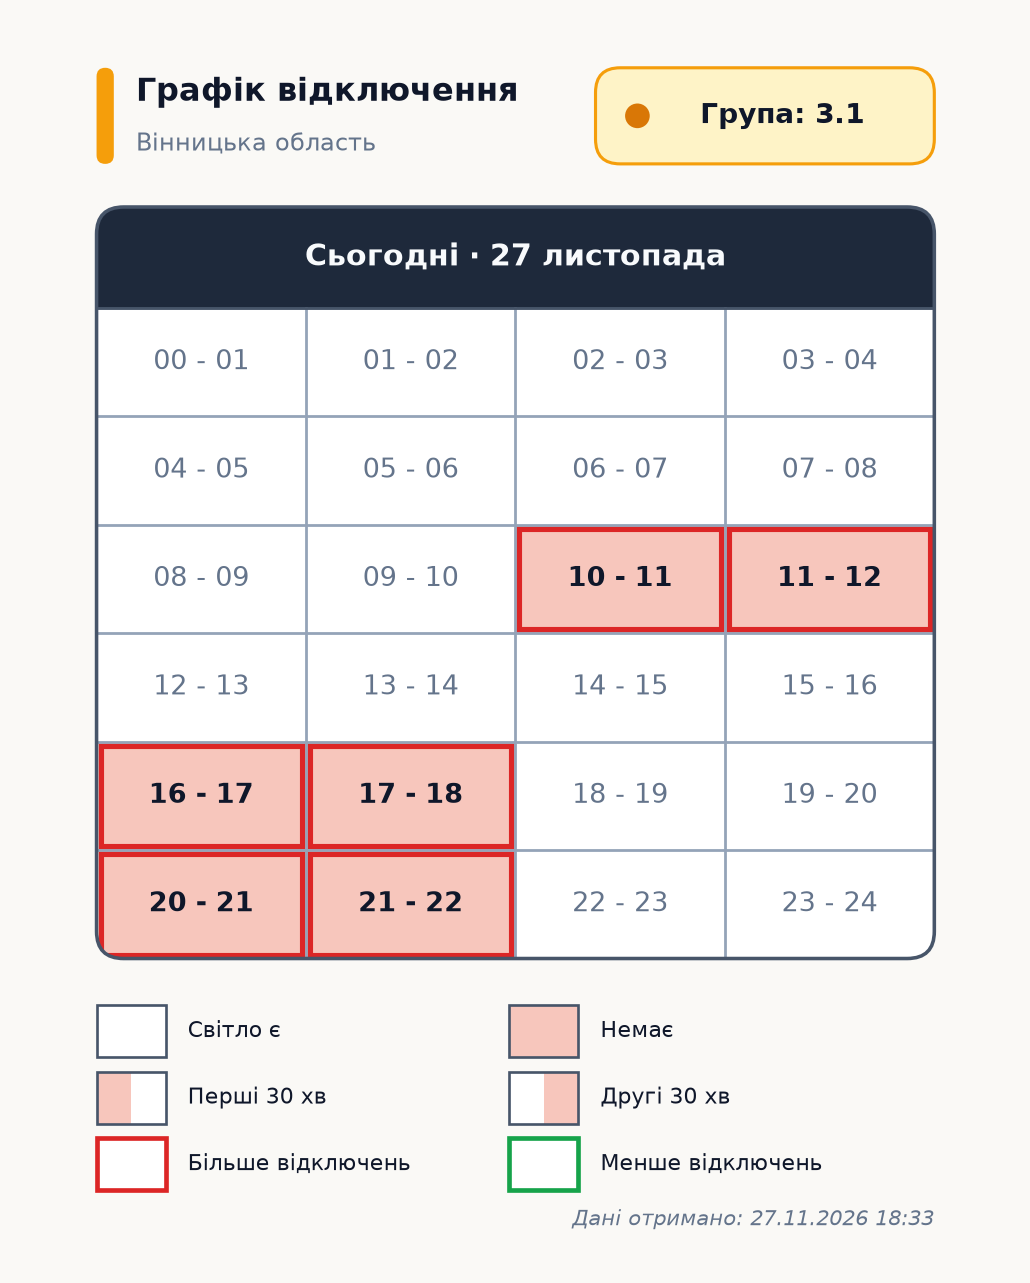 Графік відключення
Вінницька область
Група: 3.1
Сьогодні · 27 листопада
00 - 01 01 - 02 02 - 03 03 - 04
04 - 05 05 - 06 06 - 07 07 - 08
08 - 09 09 - 10 10 - 11 11 - 12
12 - 13 13 - 14 14 - 15 15 - 16
16 - 17 17 - 18 18 - 19 19 - 20
20 - 21 21 - 22 22 - 23 23 - 24
Світло є Немає
Перші 30 хв Другі 30 хв
Більше відключень Менше відключень
Дані отримано: 27.11.2026 18:33